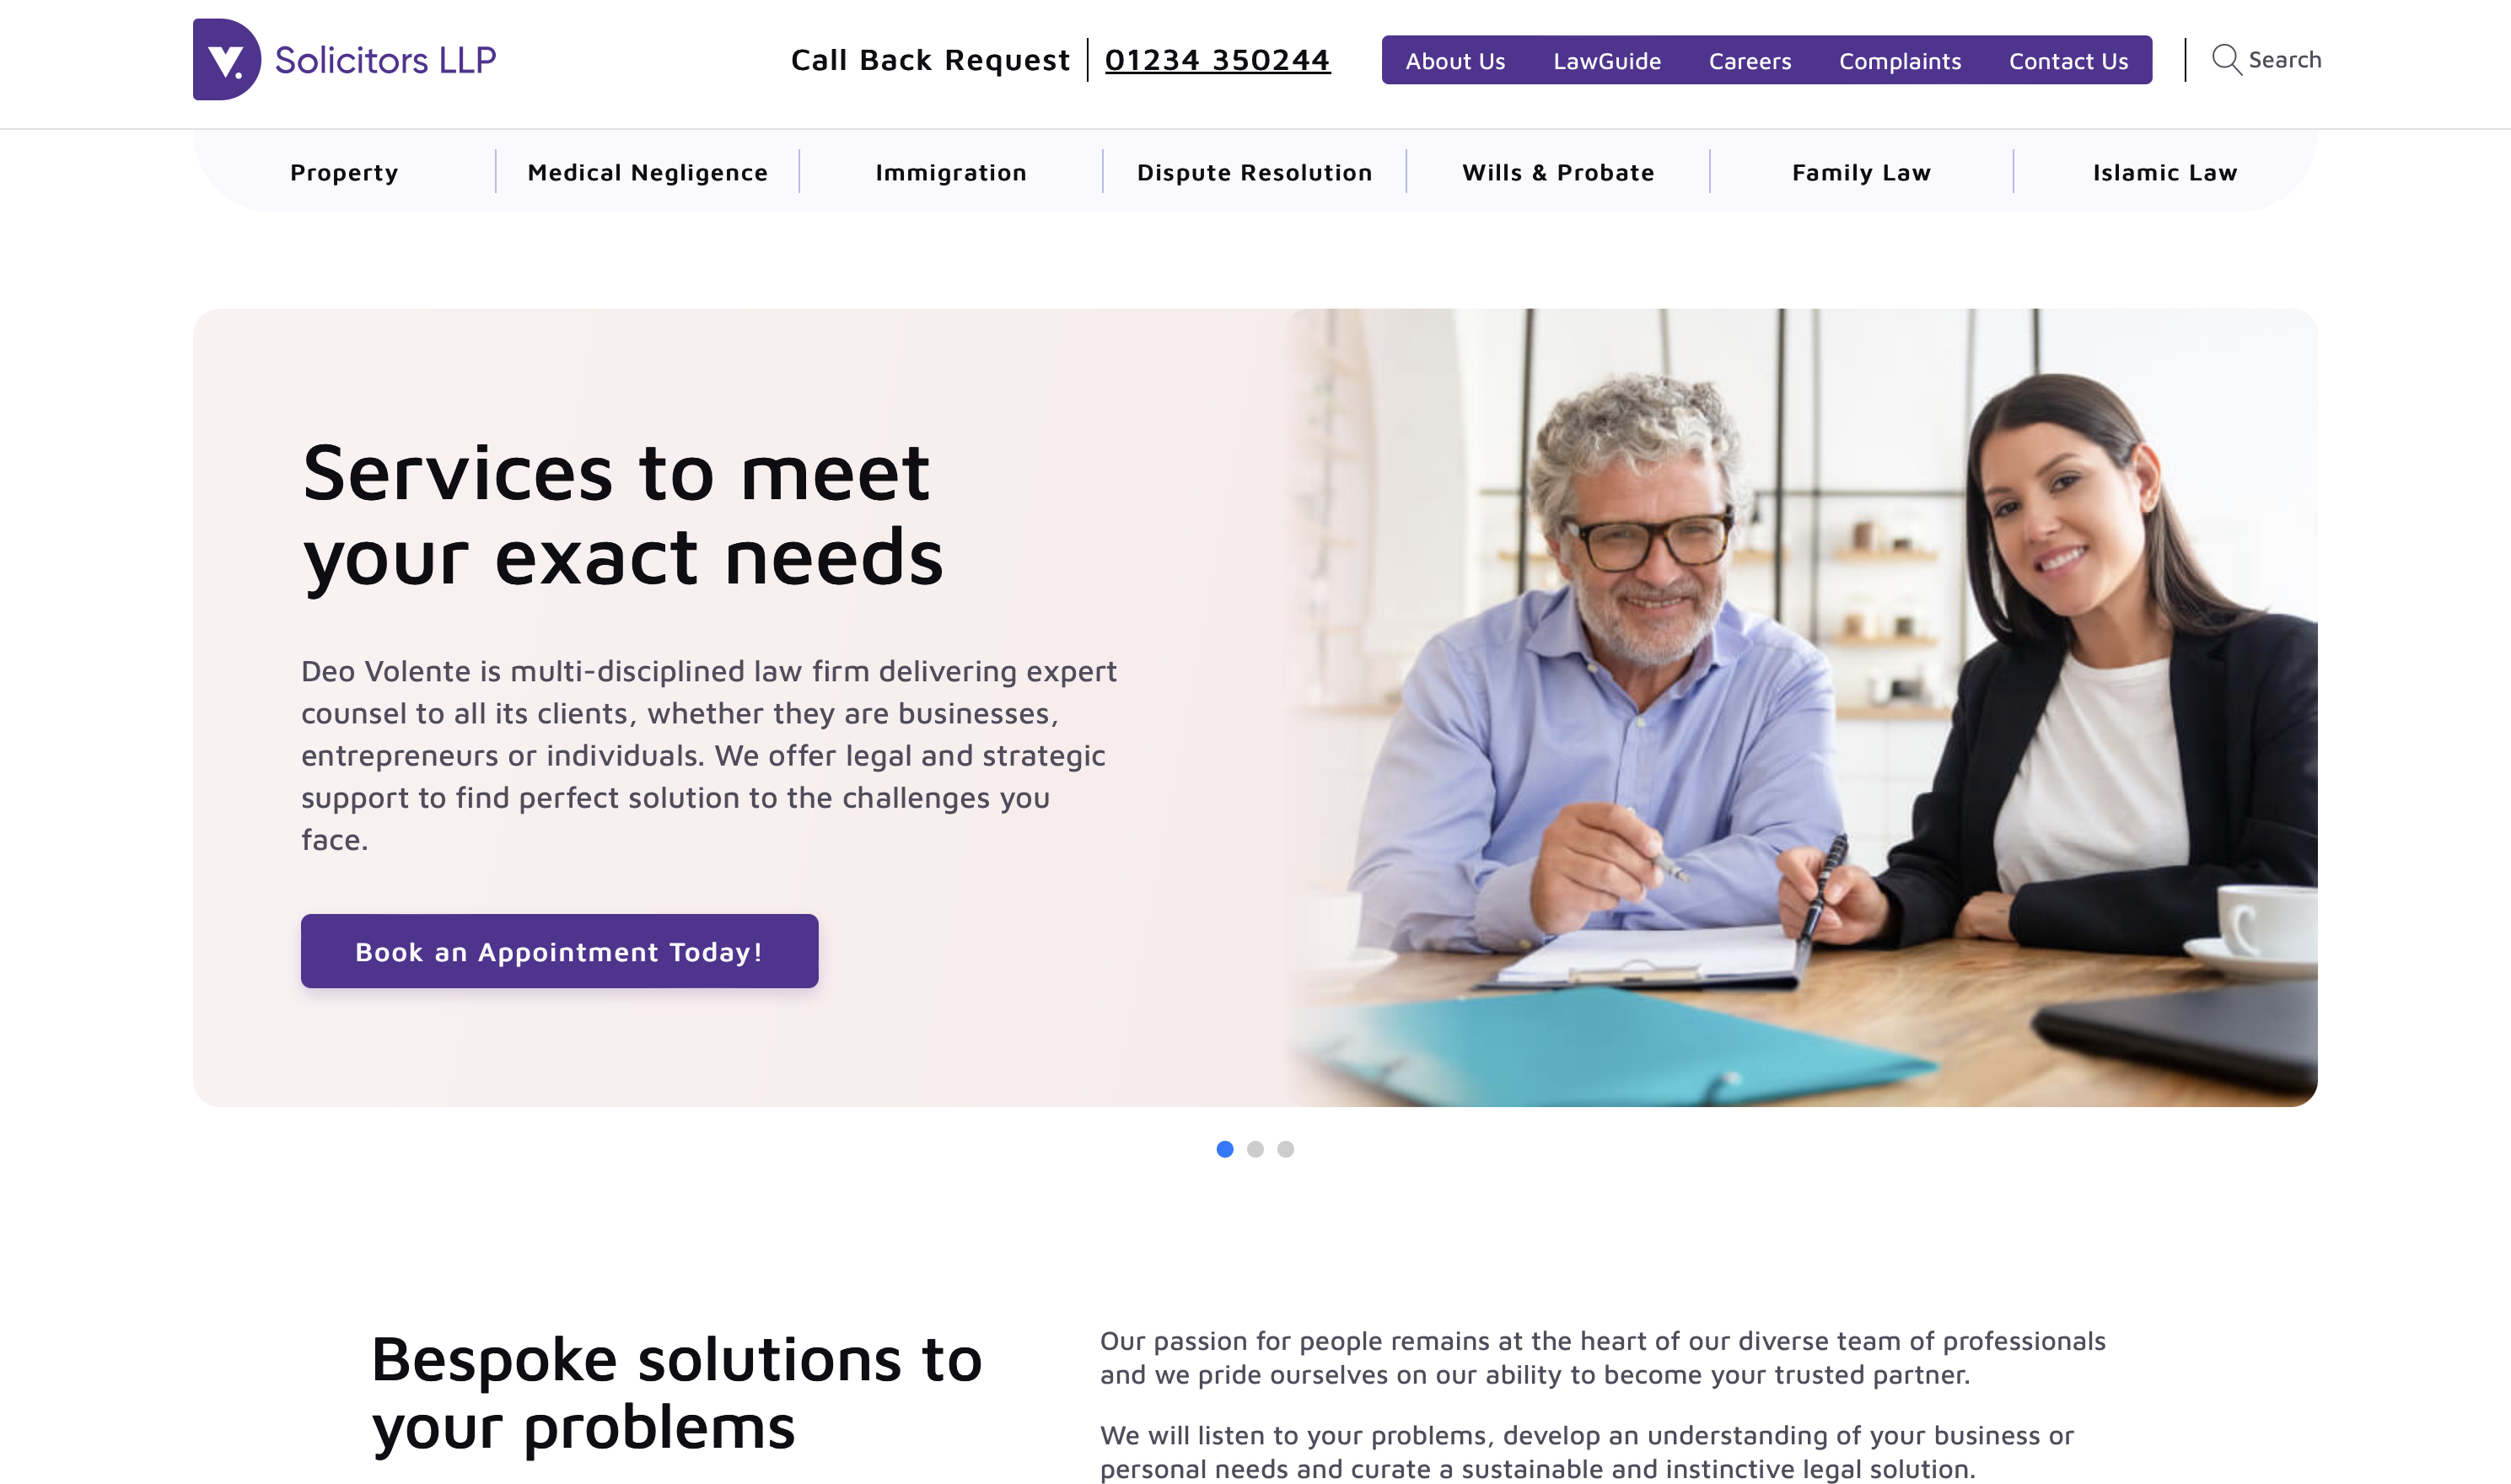 V. Solicitors LLP
Call Back Request
01234 350244
About Us
LawGuide
Careers
Complaints
Contact Us
Search
Property
Medical Negligence
Immigration
Dispute Resolution
Wills & Probate
Family Law
Islamic Law
Services to meet
your exact needs
Deo Volente is multi-disciplined law firm delivering expert
counsel to all its clients, whether they are businesses,
entrepreneurs or individuals. We offer legal and strategic
support to find perfect solution to the challenges you
face.
Book an Appointment Today!
Bespoke solutions to
your problems
Our passion for people remains at the heart of our diverse team of professionals
and we pride ourselves on our ability to become your trusted partner.
We will listen to your problems, develop an understanding of your business or
personal needs and curate a sustainable and instinctive legal solution.